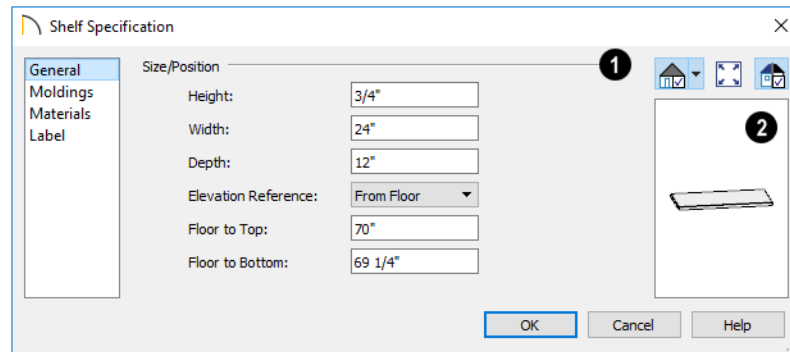 Shelf Specification
General
Moldings
Materials
Label
Size/Position
1
Height: 3/4"
Width: 24"
Depth: 12"
Elevation Reference: From Floor
Floor to Top: 70"
Floor to Bottom: 69 1/4"
2
OK Cancel Help